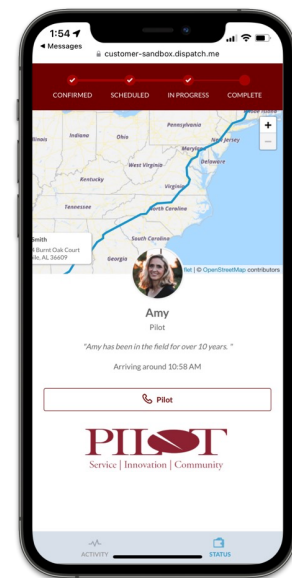 1:54
Messages
customer-sandbox.dispatch.me
CONFIRMED SCHEDULED IN PROGRESS COMPLETE
Pennsylvania
+
Indiana Ohio New Jersey
−
Maryland
West Virginia Delaware
Kentucky Virginia
Tennessee North Carolina
South Carolina
Smith
Burnt Oak Court
AL 36609
Georgia
| © OpenStreetMap contributors
Amy
Pilot
"Amy has been in the field for over 10 years. "
Arriving around 10:58 AM
Pilot
PILOT
Service | Innovation | Community
ACTIVITY STATUS